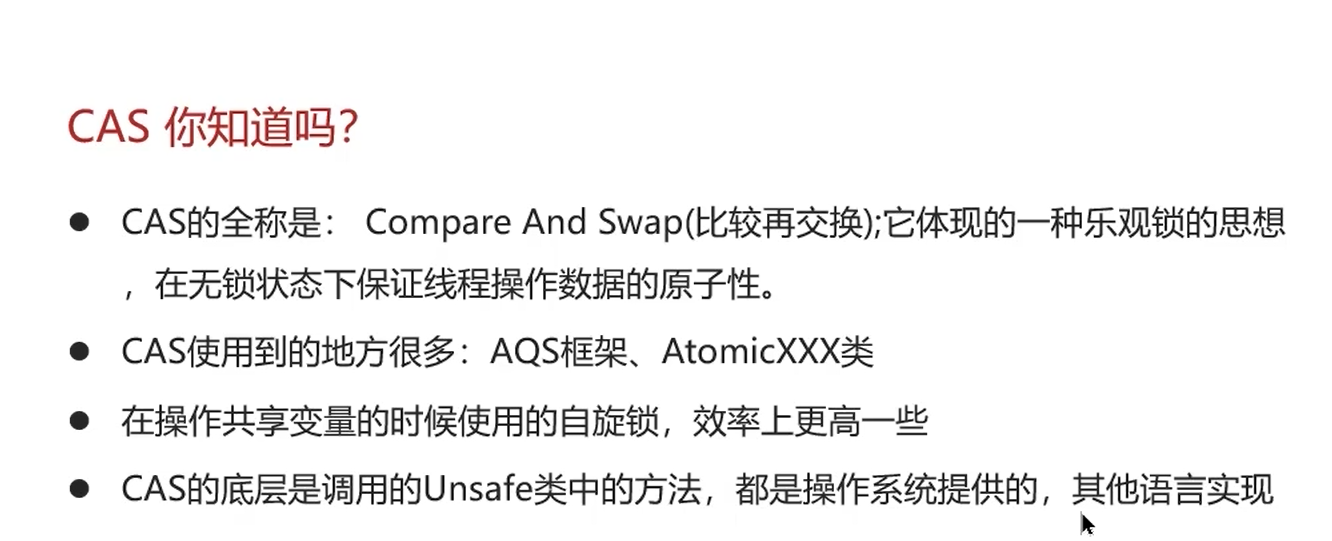 CAS 你知道吗？
● CAS的全称是： Compare And Swap(比较再交换);它体现的一种乐观锁的思想
，在无锁状态下保证线程操作数据的原子性。
● CAS使用到的地方很多：AQS框架、AtomicXXX类
● 在操作共享变量的时候使用的自旋锁，效率上更高一些
● CAS的底层是调用的Unsafe类中的方法，都是操作系统提供的，其他语言实现